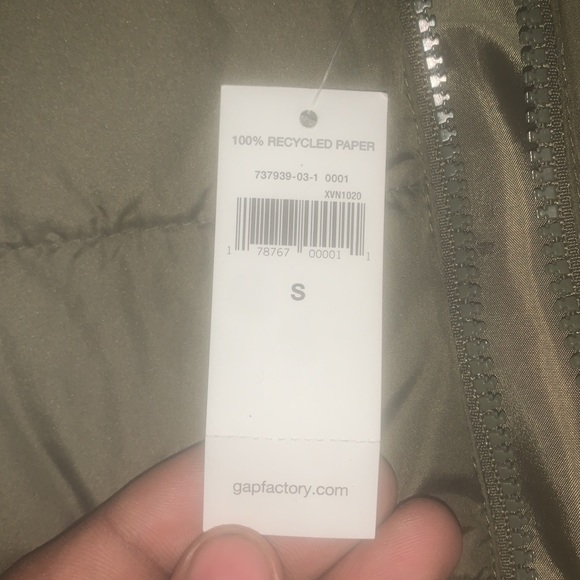 100% RECYCLED PAPER
737939-03-1 0001
XVN1020
1 78767 00001 1
S
gapfactory.com